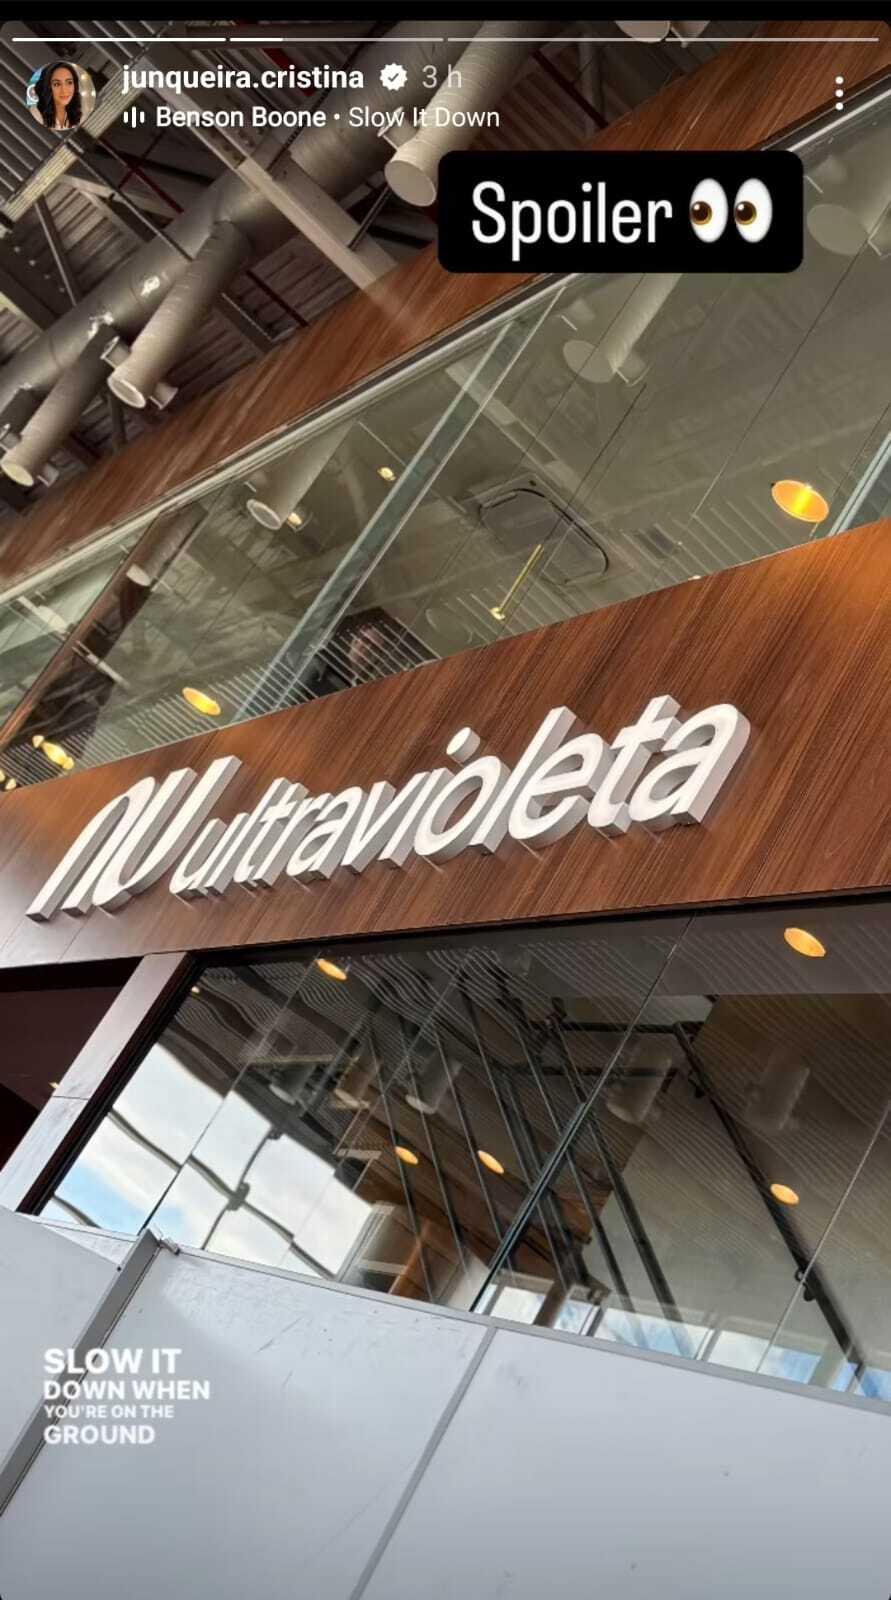 junqueira.cristina 3 h
Benson Boone • Slow It Down
Spoiler 👀
nu ultravioleta
SLOW IT
DOWN WHEN
YOU'RE ON THE
GROUND